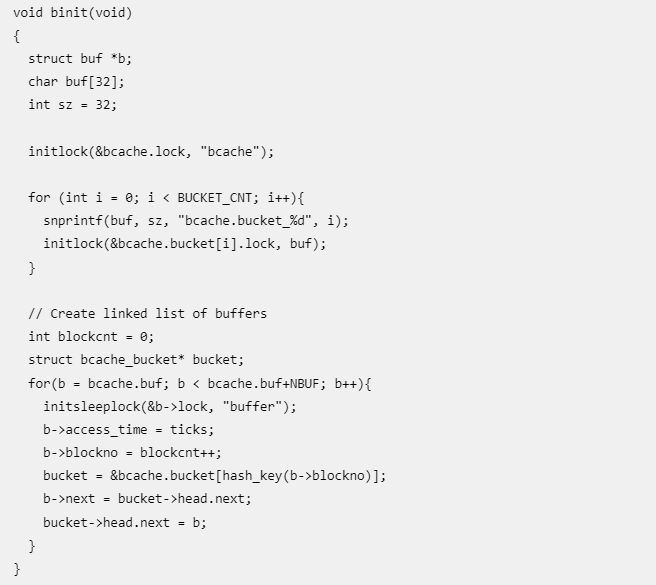 void binit(void)
{
  struct buf *b;
  char buf[32];
  int sz = 32;

  initlock(&bcache.lock, "bcache");

  for (int i = 0; i < BUCKET_CNT; i++){
    snprintf(buf, sz, "bcache.bucket_%d", i);
    initlock(&bcache.bucket[i].lock, buf);
  }

  // Create linked list of buffers
  int blockcnt = 0;
  struct bcache_bucket* bucket;
  for(b = bcache.buf; b < bcache.buf+NBUF; b++){
    initsleeplock(&b->lock, "buffer");
    b->access_time = ticks;
    b->blockno = blockcnt++;
    bucket = &bcache.bucket[hash_key(b->blockno)];
    b->next = bucket->head.next;
    bucket->head.next = b;
  }
}